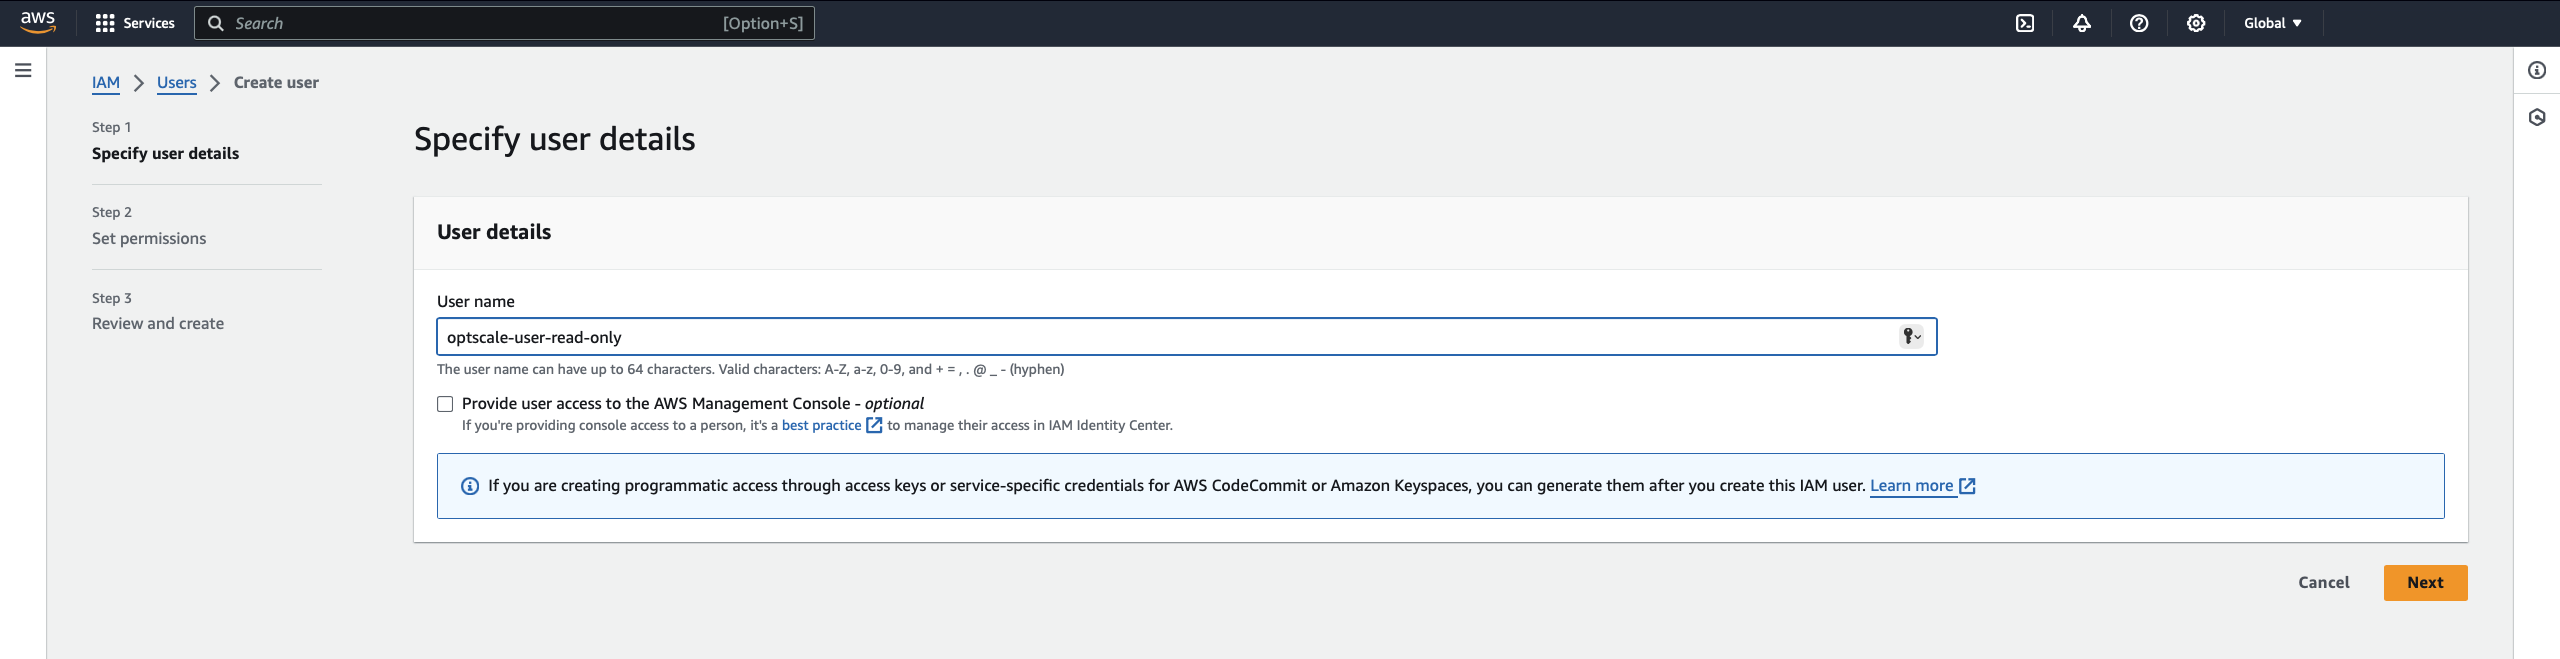 aws Services Search [Option+S] Global
IAM Users Create user
Step 1
Specify user details
Step 2
Set permissions
Step 3
Review and create
Specify user details
User details
User name
optscale-user-read-only
The user name can have up to 64 characters. Valid characters: A-Z, a-z, 0-9, and + = , . @ _ - (hyphen)
Provide user access to the AWS Management Console - optional
If you're providing console access to a person, it's a best practice to manage their access in IAM Identity Center.
If you are creating programmatic access through access keys or service-specific credentials for AWS CodeCommit or Amazon Keyspaces, you can generate them after you create this IAM user. Learn more
Cancel Next